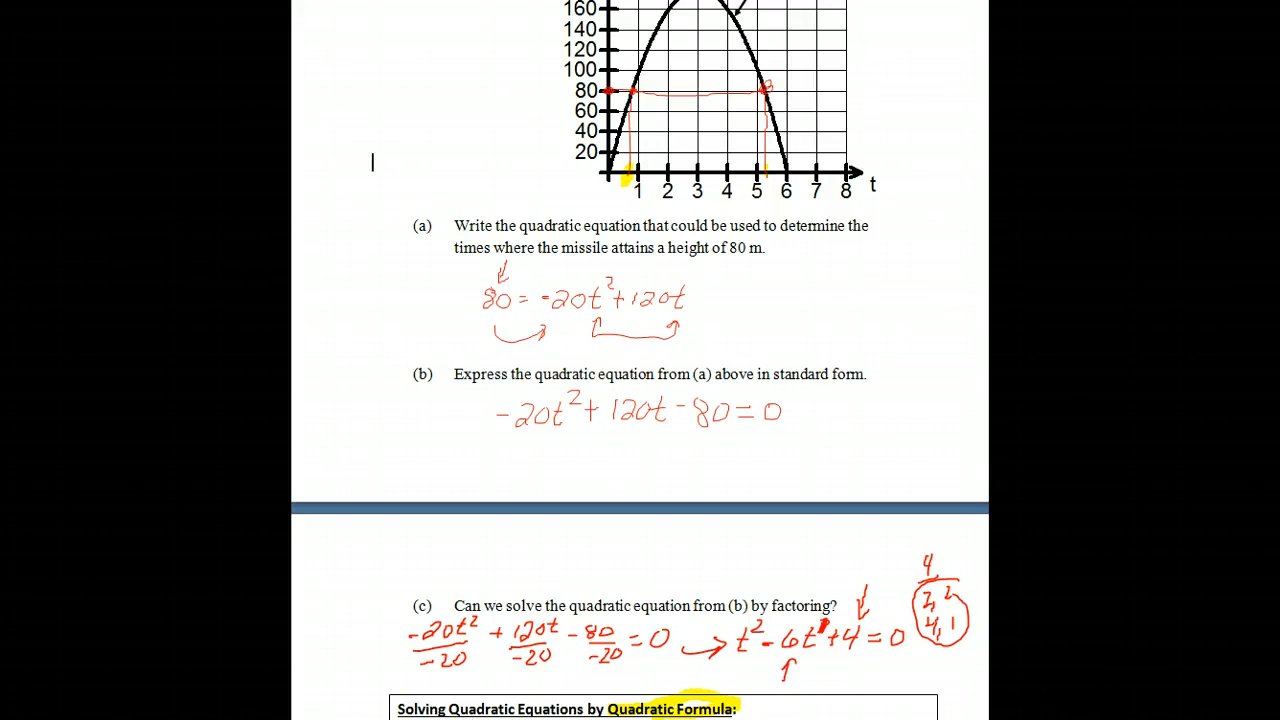 160
140
120
100
80
60
40
20
1 2 3 4 5 6 7 8 t
(a) Write the quadratic equation that could be used to determine the
times where the missile attains a height of 80 m.
80 = -20t² + 120t
(b) Express the quadratic equation from (a) above in standard form.
-20t² + 120t - 80 = 0
4
2, 2
4, 1
(c) Can we solve the quadratic equation from (b) by factoring?
-20t²/-20 + 120t/-20 - 80/-20 = 0 → t² - 6t + 4 = 0
Solving Quadratic Equations by Quadratic Formula: